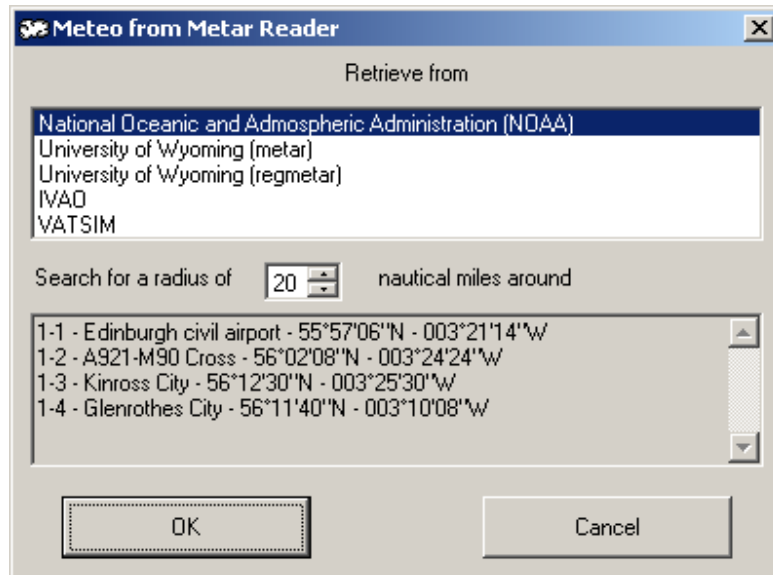 Meteo from Metar Reader
Retrieve from
National Oceanic and Admospheric Administration (NOAA)
University of Wyoming (metar)
University of Wyoming (regmetar)
IVAO
VATSIM
Search for a radius of 20 nautical miles around
1-1 - Edinburgh civil airport - 55°57'06"N - 003°21'14"W
1-2 - A921-M90 Cross - 56°02'08"N - 003°24'24"W
1-3 - Kinross City - 56°12'30"N - 003°25'30"W
1-4 - Glenrothes City - 56°11'40"N - 003°10'08"W
OK Cancel